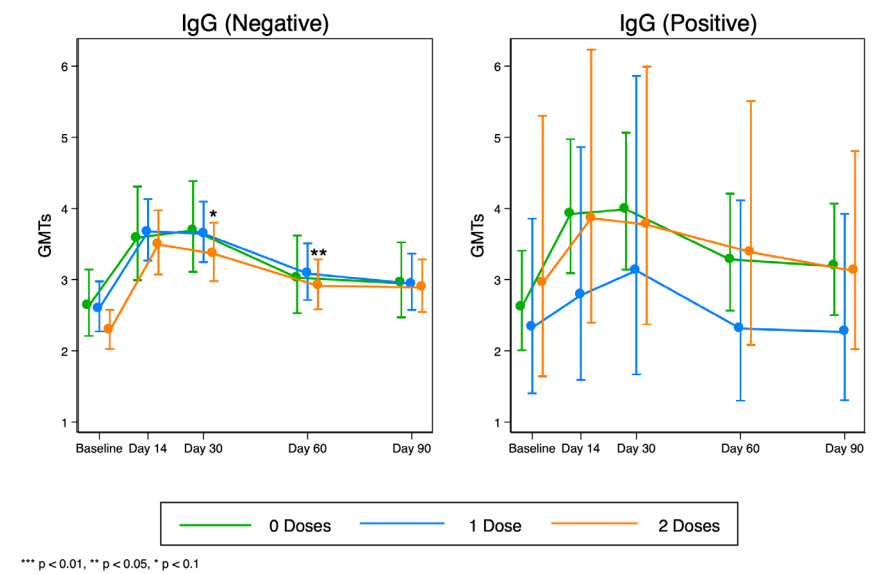 IgG (Negative)
GMTs
6
5
4
3
2
1
*
**
Baseline Day 14 Day 30 Day 60 Day 90
IgG (Positive)
GMTs
6
5
4
3
2
1
Baseline Day 14 Day 30 Day 60 Day 90
0 Doses 1 Dose 2 Doses
*** p < 0.01, ** p < 0.05, * p < 0.1